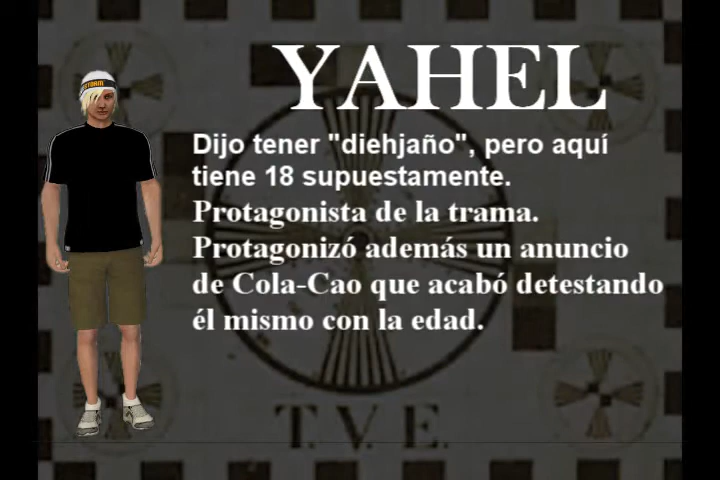 YAHEL
Dijo tener "diehjaño", pero aquí
tiene 18 supuestamente.
Protagonista de la trama.
Protagonizó además un anuncio
de Cola-Cao que acabó detestando
él mismo con la edad.
T.V.E.